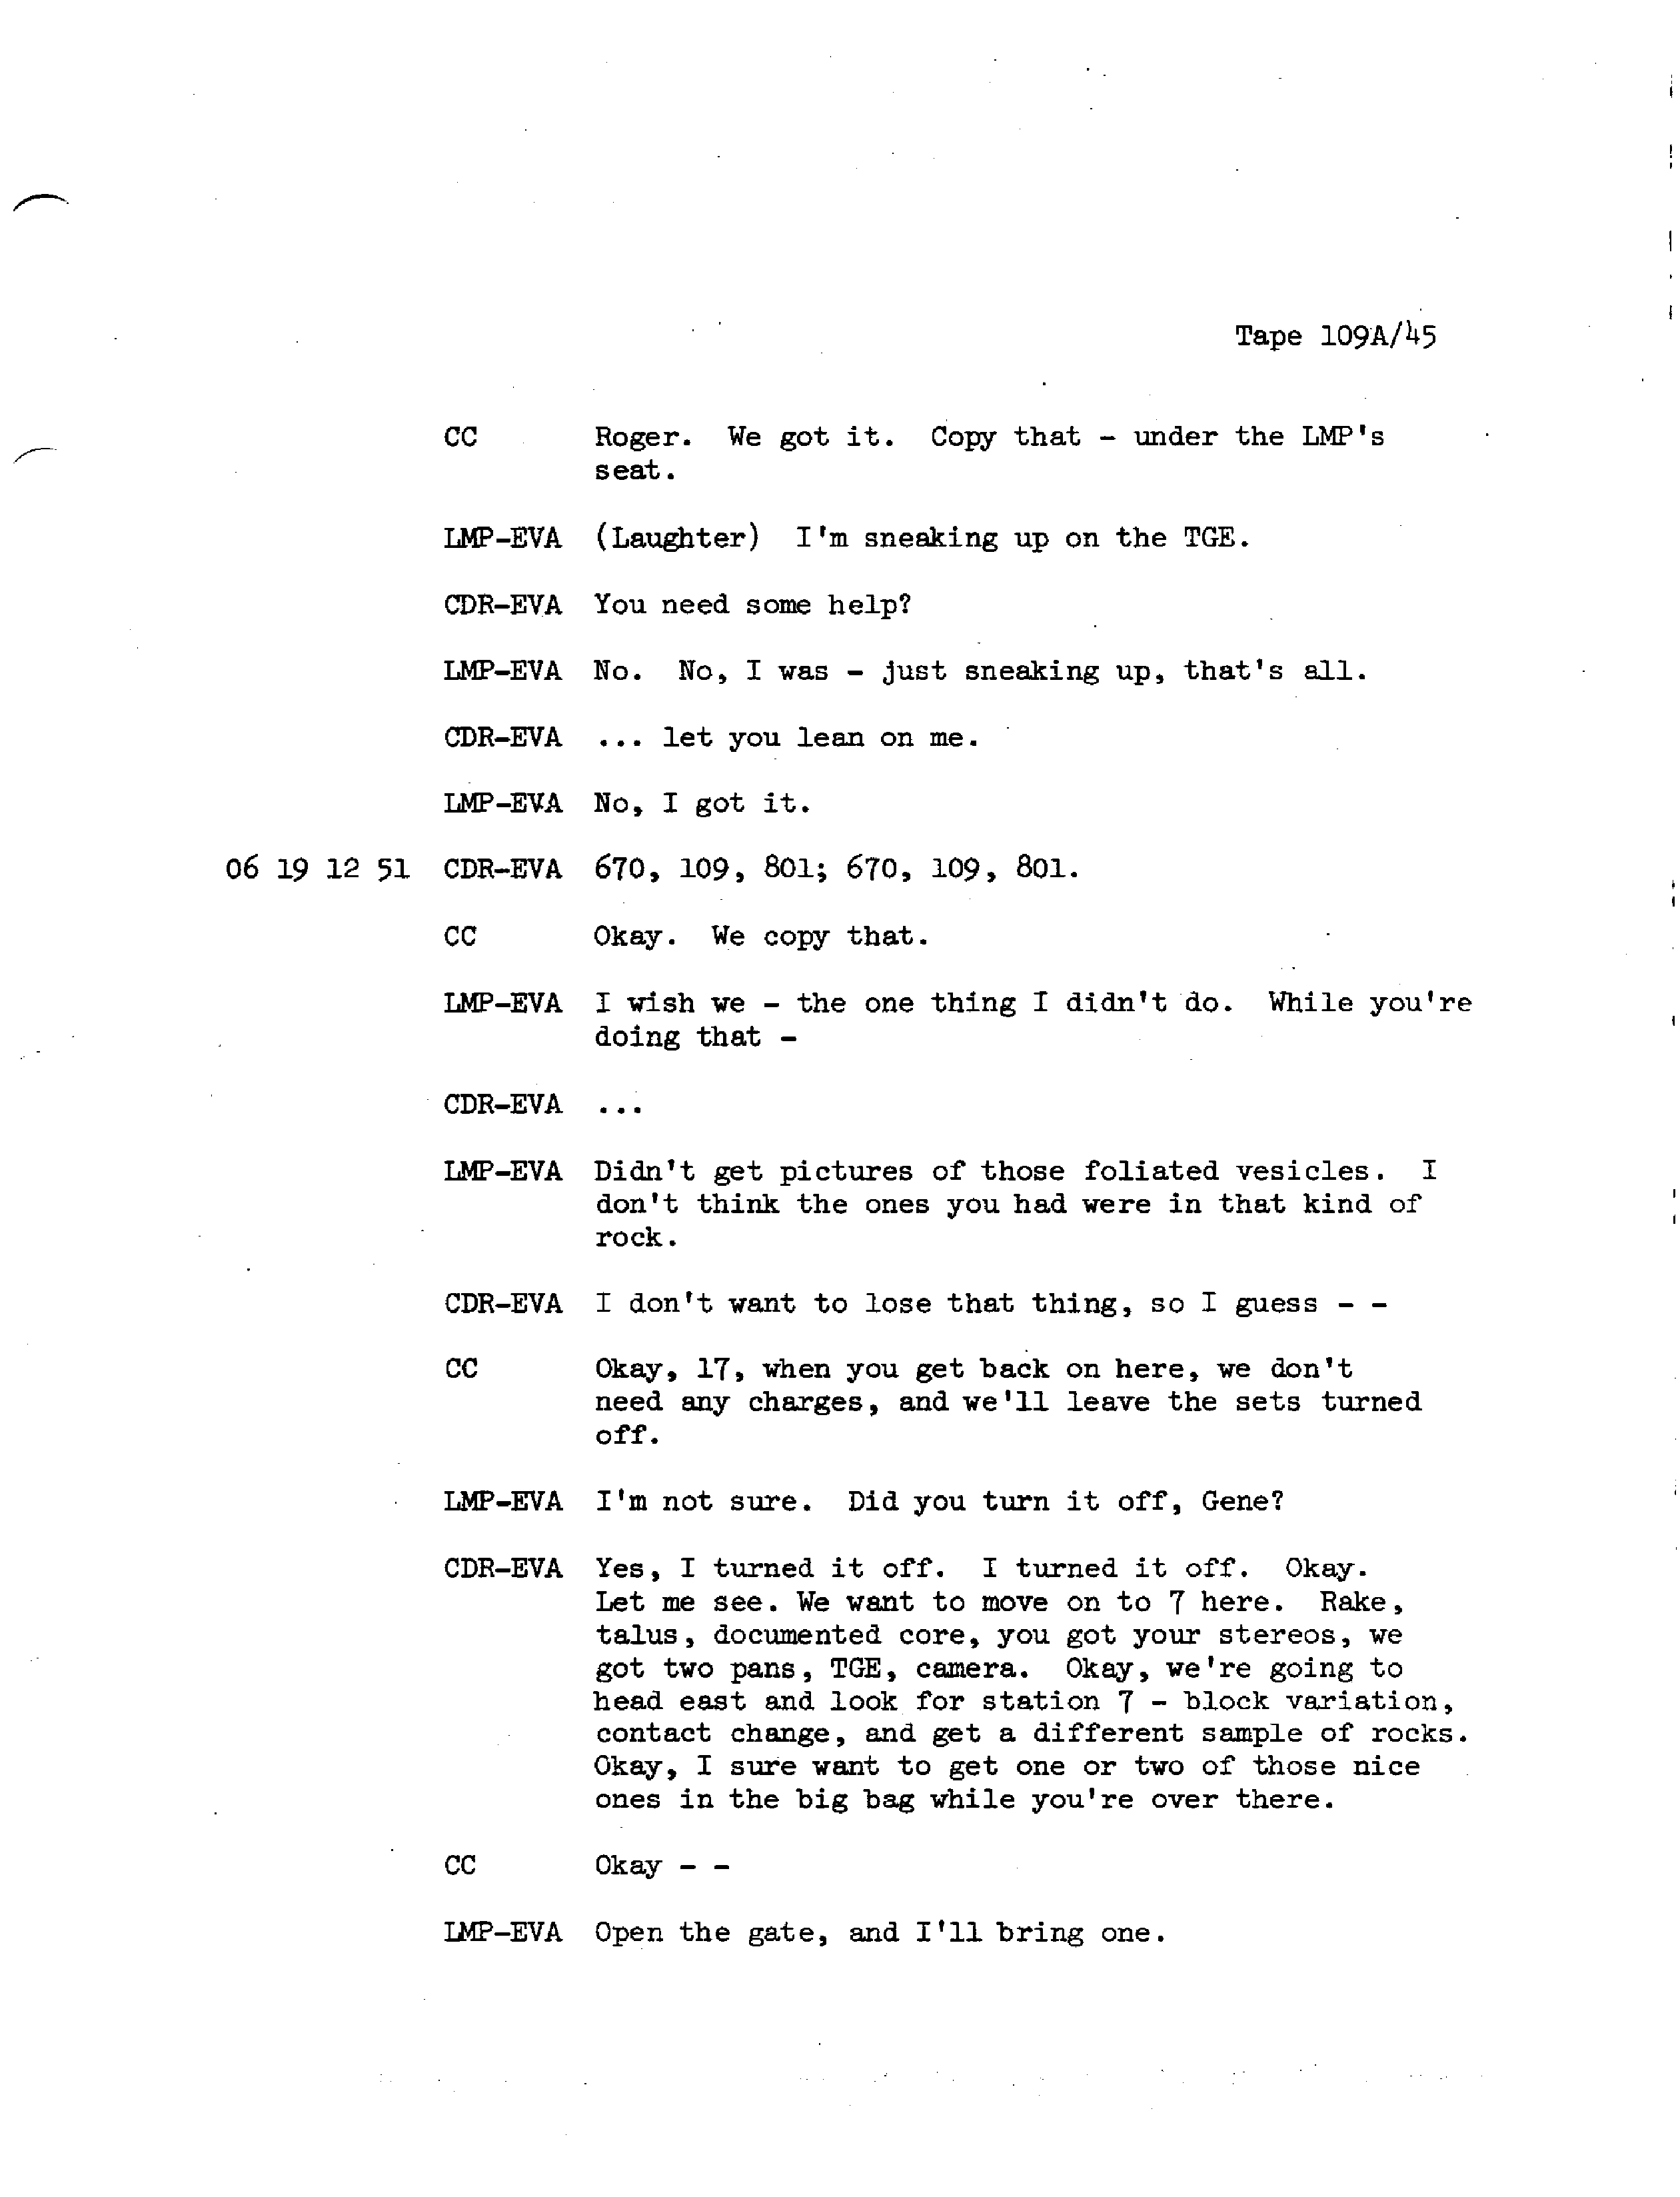 Tape 109A/45
CC Roger. We got it. Copy that - under the LMP's
seat.
LMP-EVA (Laughter) I'm sneaking up on the TGE.
CDR-EVA You need some help?
LMP-EVA No. No, I was - just sneaking up, that's all.
CDR-EVA ... let you lean on me.
LMP-EVA No, I got it.
06 19 12 51 CDR-EVA 670, 109, 801; 670, 109, 801.
CC Okay. We copy that.
LMP-EVA I wish we - the one thing I didn't do. While you're
doing that -
CDR-EVA ...
LMP-EVA Didn't get pictures of those foliated vesicles. I
don't think the ones you had were in that kind of
rock.
CDR-EVA I don't want to lose that thing, so I guess - -
CC Okay, 17, when you get back on here, we don't
need any charges, and we'll leave the sets turned
off.
LMP-EVA I'm not sure. Did you turn it off, Gene?
CDR-EVA Yes, I turned it off. I turned it off. Okay.
Let me see. We want to move on to 7 here. Rake,
talus, documented core, you got your stereos, we
got two pans, TGE, camera. Okay, we're going to
head east and look for station 7 - block variation,
contact change, and get a different sample of rocks.
Okay, I sure want to get one or two of those nice
ones in the big bag while you're over there.
CC Okay - -
LMP-EVA Open the gate, and I'll bring one.